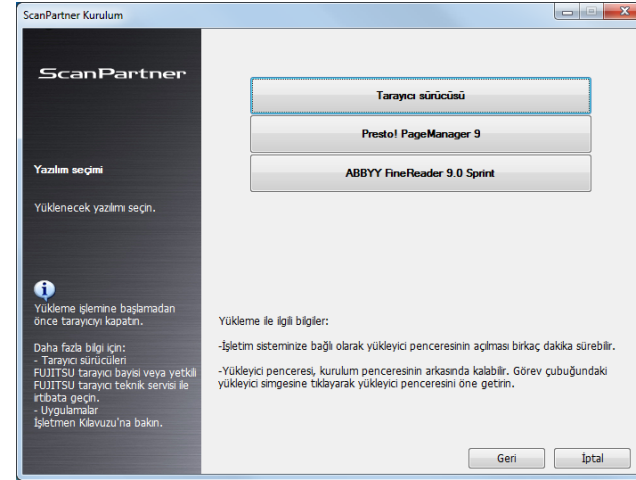 ScanPartner Kurulum
ScanPartner
Tarayıcı sürücüsü
Presto! PageManager 9
ABBYY FineReader 9.0 Sprint
Yazılım seçimi
Yüklenecek yazılımı seçin.
Yükleme işlemine başlamadan
önce tarayıcıyı kapatın.
Daha fazla bilgi için:
- Tarayıcı sürücüleri
FUJITSU tarayıcı bayisi veya yetkili
FUJITSU tarayıcı teknik servisi ile
irtibata geçin.
- Uygulamalar
İşletmen Kılavuzu'na bakın.
Yükleme ile ilgili bilgiler:
-İşletim sisteminize bağlı olarak yükleyici penceresinin açılması birkaç dakika sürebilir.
-Yükleyici penceresi, kurulum penceresinin arkasında kalabilir. Görev çubuğundaki
yükleyici simgesine tıklayarak yükleyici penceresini öne getirin.
Geri
İptal